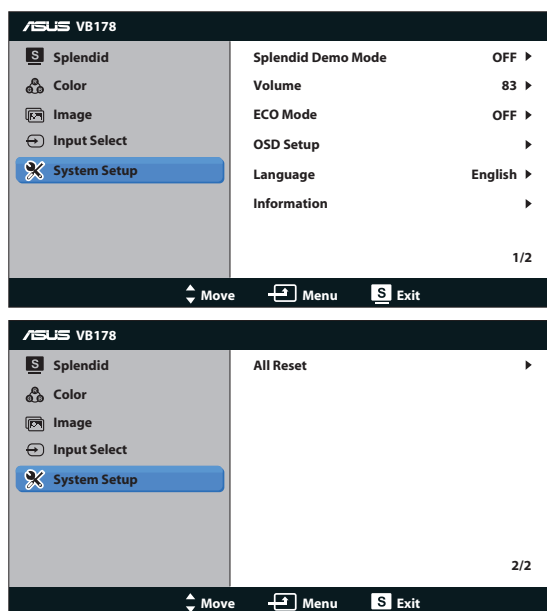 ASUS VB178
S Splendid
Splendid Demo Mode OFF
Color
Volume 83
Image
ECO Mode OFF
Input Select
OSD Setup
System Setup
Language English
Information
1/2
Move Menu S Exit
ASUS VB178
S Splendid
All Reset
Color
Image
Input Select
System Setup
2/2
Move Menu S Exit